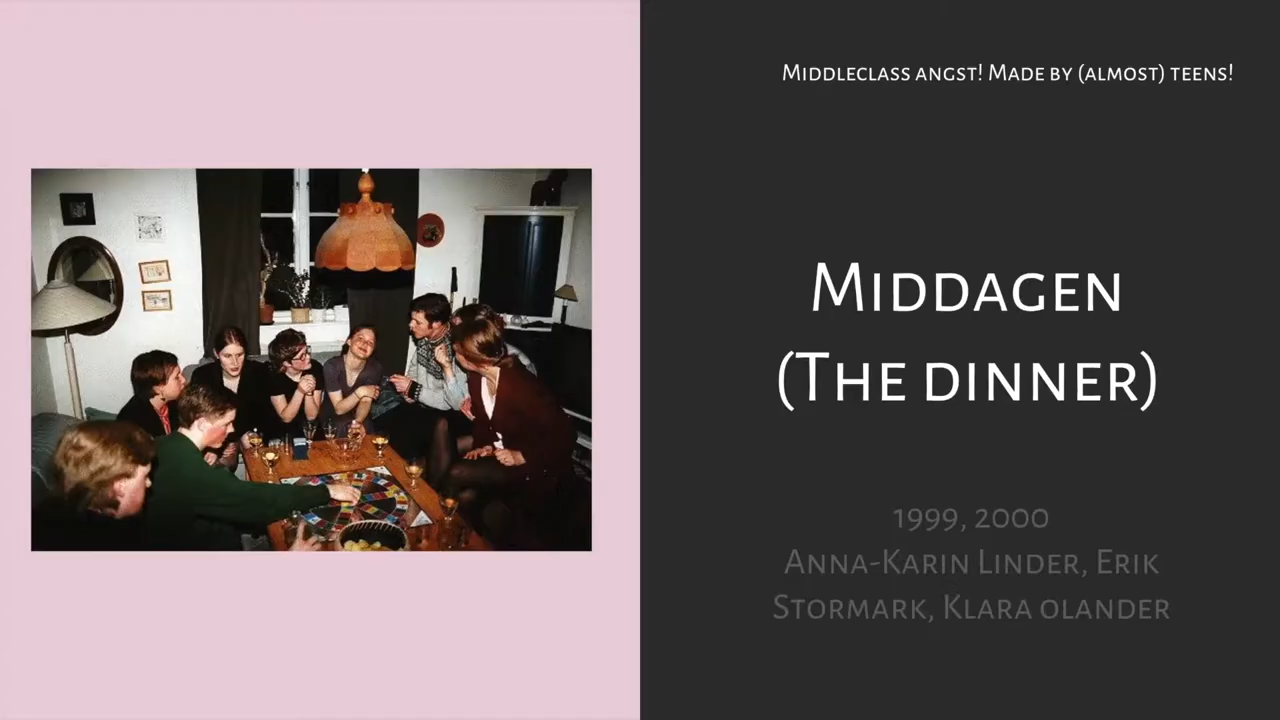 Middleclass angst! Made by (almost) teens!
Middagen
(The dinner)
1999, 2000
Anna-Karin Linder, Erik
Stormark, Klara olander